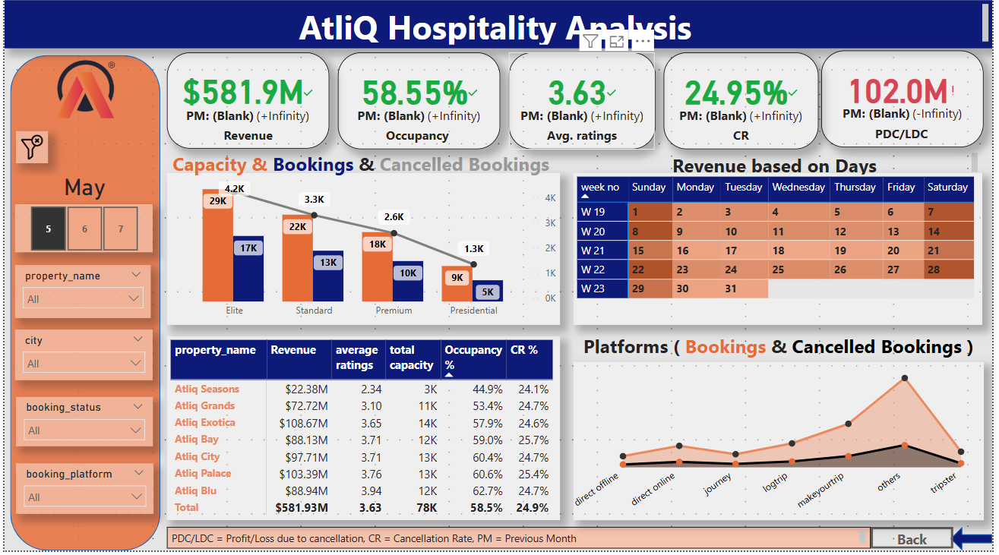 AtliQ Hospitality Analysis
®
$581.9M
PM: (Blank) (+Infinity)
Revenue
58.55%
PM: (Blank) (+Infinity)
Occupancy
3.63
PM: (Blank) (+Infinity)
Avg. ratings
24.95%
PM: (Blank) (+Infinity)
CR
102.0M!
PM: (Blank) (-Infinity)
PDC/LDC
May
5 6 7
property_name
All
city
All
booking_status
All
booking_platform
All
Capacity & Bookings & Cancelled Bookings
4.2K 3.3K 2.6K 1.3K
29K 22K 18K 9K
17K 13K 10K 5K
4K
3K
2K
1K
0K
Elite Standard Premium Presidential
Revenue based on Days
week no Sunday Monday Tuesday Wednesday Thursday Friday Saturday
W 19 1 2 3 4 5 6 7
W 20 8 9 10 11 12 13 14
W 21 15 16 17 18 19 20 21
W 22 22 23 24 25 26 27 28
W 23 29 30 31
property_name Revenue average ratings total capacity Occupancy % CR %
Atliq Seasons $22.38M 2.34 3K 44.9% 24.1%
Atliq Grands $72.72M 3.10 11K 53.4% 24.7%
Atliq Exotica $108.67M 3.65 14K 57.9% 24.6%
Atliq Bay $88.13M 3.71 12K 59.0% 25.7%
Atliq City $97.71M 3.71 13K 60.4% 24.7%
Atliq Palace $103.39M 3.76 13K 60.6% 25.4%
Atliq Blu $88.94M 3.94 12K 62.7% 24.7%
Total $581.93M 3.63 78K 58.5% 24.9%
Platforms ( Bookings & Cancelled Bookings )
direct offline direct online journey logtrip makeyourtrip others tripster
PDC/LDC = Profit/Loss due to cancellation, CR = Cancellation Rate, PM = Previous Month
Back